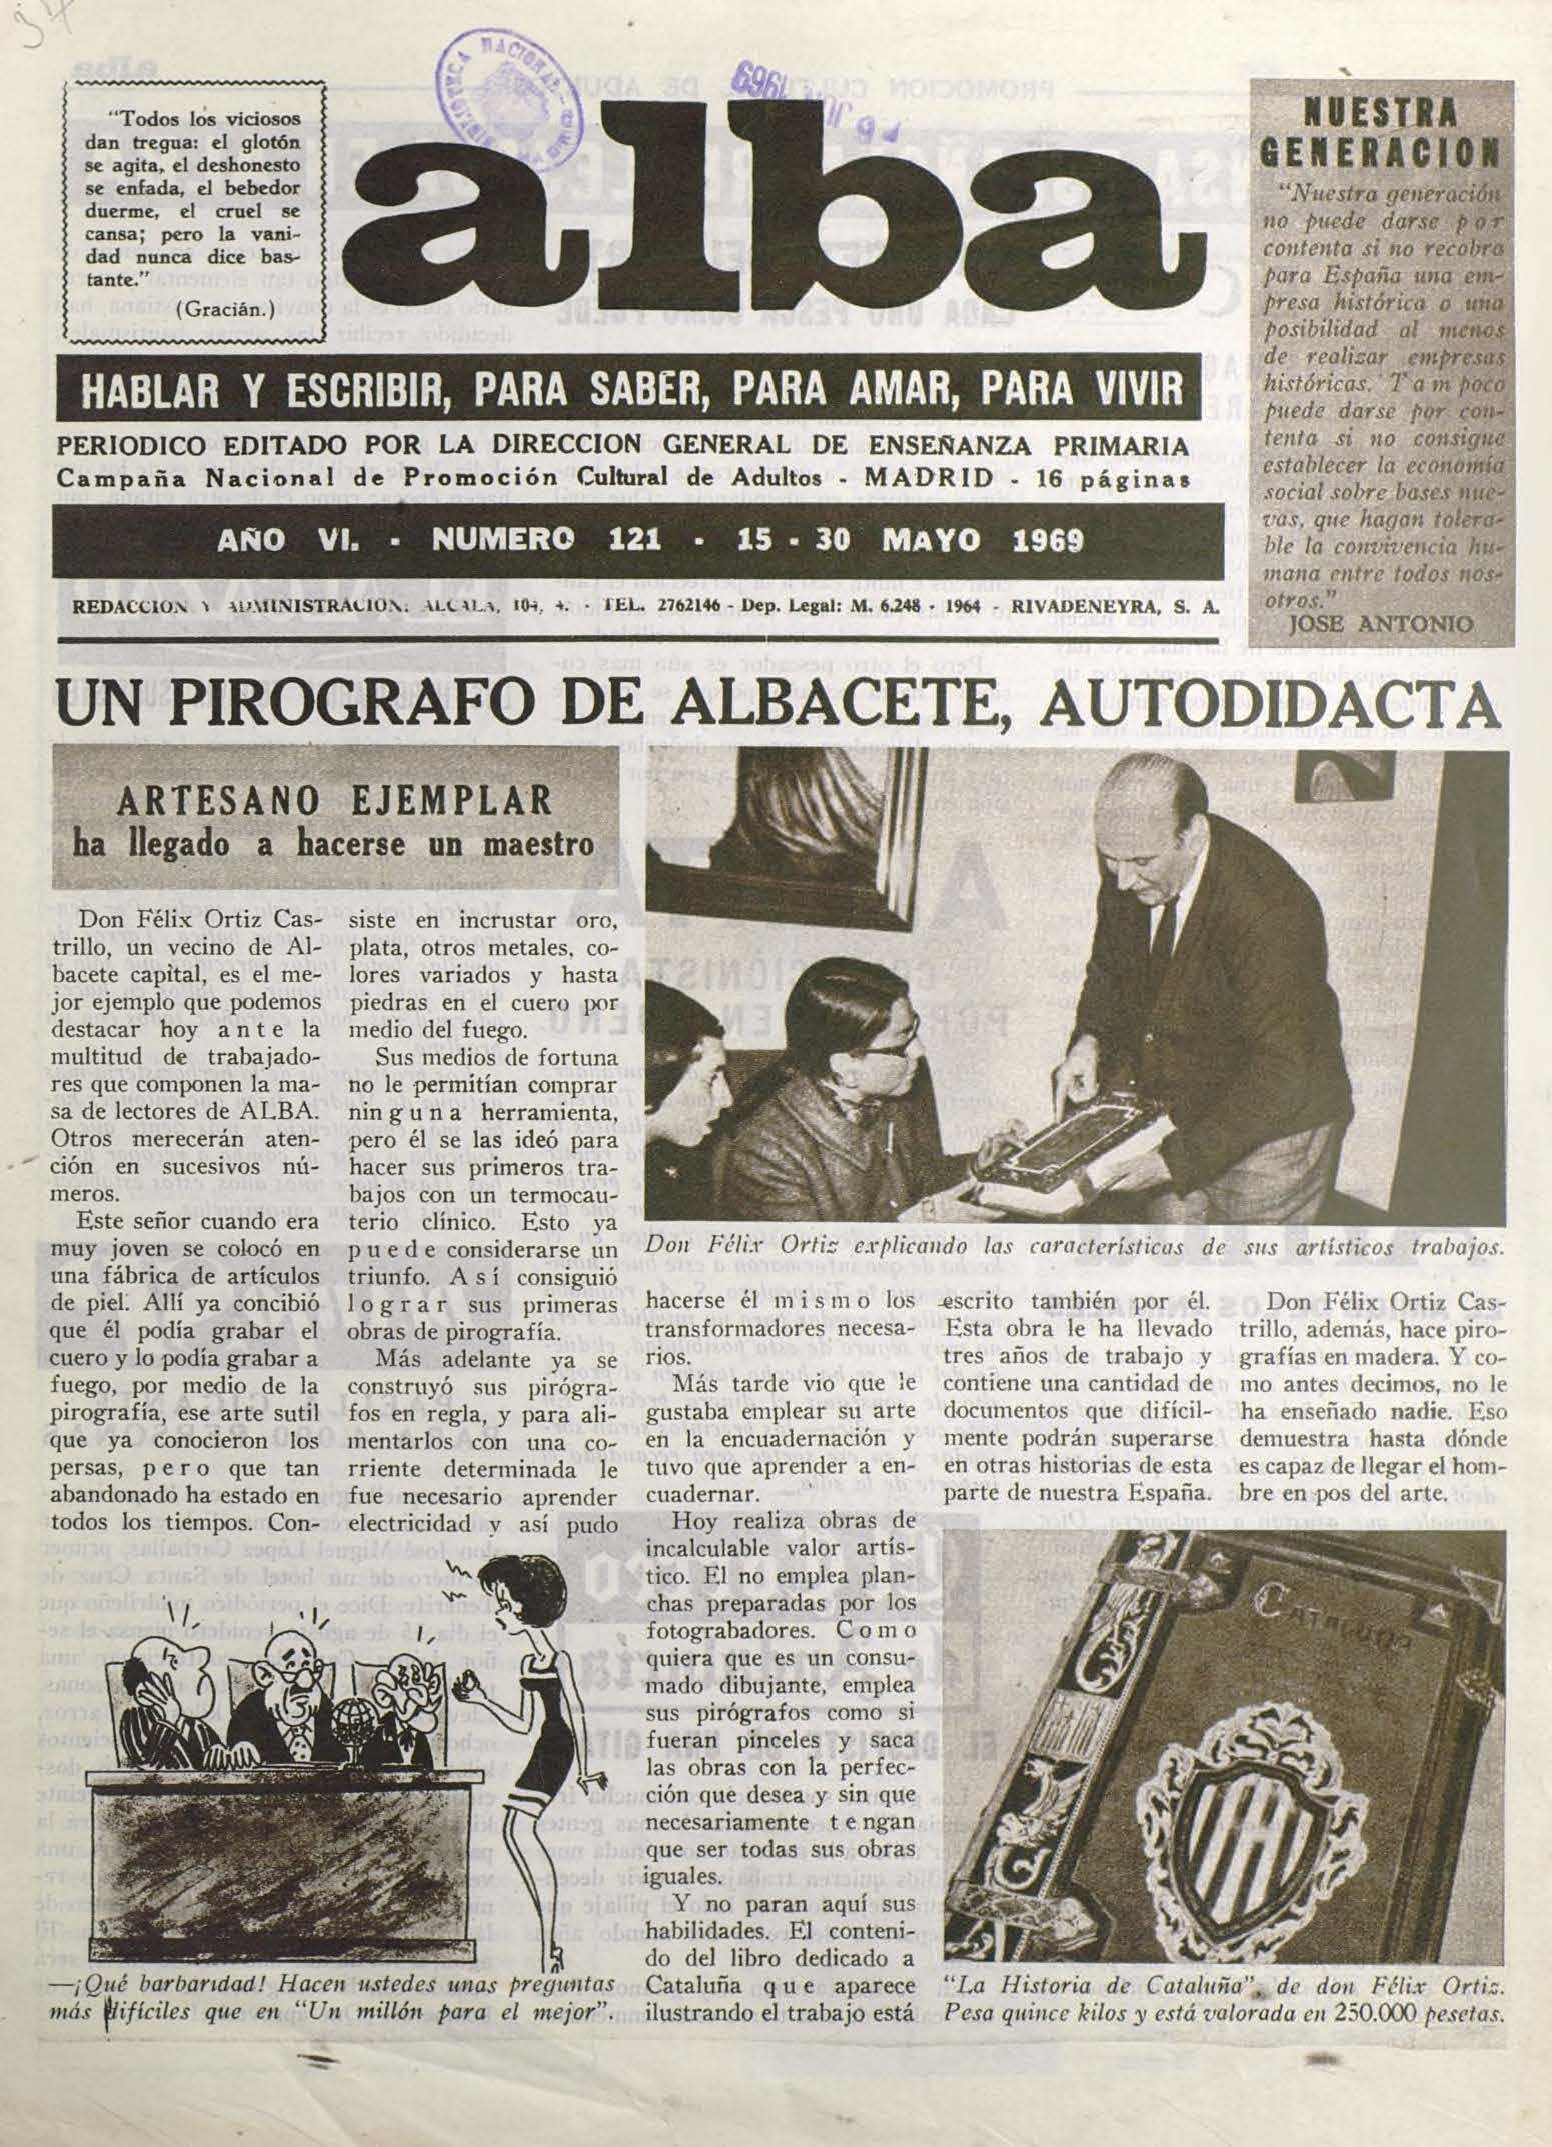 34
"Todos los viciosos
dan tregua: el glotón
se agita, el deshonesto
se enfada, el bebedor
duerme, el cruel se
cansa; pero la vani-
dad nunca dice bas-
tante."
(Gracián.)
BIBLIOTECA NACIONAL
1969
alba
NUESTRA
GENERACION
"Nuestra generación
no puede darse por
contenta si no recobra
para España una em-
presa histórica o una
posibilidad al menos
de realizar empresas
históricas. Tampoco
puede darse por con-
tenta si no consigue
establecer la economía
social sobre bases nue-
vas, que hagan tolera-
ble la convivencia hu-
mana entre todos nos-
otros."
JOSE ANTONIO
HABLAR Y ESCRIBIR, PARA SABER, PARA AMAR, PARA VIVIR
PERIODICO EDITADO POR LA DIRECCION GENERAL DE ENSEÑANZA PRIMARIA
Campaña Nacional de Promoción Cultural de Adultos - MADRID - 16 páginas
AÑO VI. - NUMERO 121 - 15 - 30 MAYO 1969
REDACCION Y ADMINISTRACION: ALCALA, 104, 4. - TEL. 2762146 - Dep. Legal: M. 6.248 - 1964 - RIVADENEYRA, S. A.
UN PIROGRAFO DE ALBACETE, AUTODIDACTA
ARTESANO EJEMPLAR
ha llegado a hacerse un maestro
Don Félix Ortiz Cas-
trillo, un vecino de Al-
bacete capital, es el me-
jor ejemplo que podemos
destacar hoy ante la
multitud de trabajado-
res que componen la ma-
sa de lectores de ALBA.
Otros merecerán aten-
ción en sucesivos nú-
meros.
Este señor cuando era
muy joven se colocó en
una fábrica de artículos
de piel. Allí ya concibió
que él podía grabar el
cuero y lo podía grabar a
fuego, por medio de la
pirografía, ese arte sutil
que ya conocieron los
persas, pero que tan
abandonado ha estado en
todos los tiempos. Con-
siste en incrustar oro,
plata, otros metales, co-
lores variados y hasta
piedras en el cuero por
medio del fuego.
Sus medios de fortuna
no le permitían comprar
ninguna herramienta,
pero él se las ideó para
hacer sus primeros tra-
bajos con un termocau-
terio clínico. Esto ya
puede considerarse un
triunfo. Así consiguió
lograr sus primeras
obras de pirografía.
Más adelante ya se
construyó sus pirógra-
fos en regla, y para ali-
mentarlos con una co-
rriente determinada le
fue necesario aprender
electricidad y así pudo
Don Félix Ortiz explicando las características de sus artísticos trabajos.
hacerse él mismo los
transformadores necesa-
rios.
Más tarde vio que le
gustaba emplear su arte
en la encuadernación y
tuvo que aprender a en-
cuadernar.
Hoy realiza obras de
incalculable valor artís-
tico. El no emplea plan-
chas preparadas por los
fotograbadores. Como
quiera que es un consu-
mado dibujante, emplea
sus pirógrafos como si
fueran pinceles y saca
las obras con la perfec-
ción que desea y sin que
necesariamente tengan
que ser todas sus obras
iguales.
Y no paran aquí sus
habilidades. El conteni-
do del libro dedicado a
Cataluña que aparece
ilustrando el trabajo está
escrito también por él.
Esta obra le ha llevado
tres años de trabajo y
contiene una cantidad de
documentos que difícil-
mente podrán superarse
en otras historias de esta
parte de nuestra España.
Don Félix Ortiz Cas-
trillo, además, hace piro-
grafías en madera. Y co-
mo antes decimos, no le
ha enseñado nadie. Eso
demuestra hasta dónde
es capaz de llegar el hom-
bre en pos del arte.
—¡Qué barbaridad! Hacen ustedes unas preguntas
más difíciles que en "Un millón para el mejor".
"La Historia de Cataluña", de don Félix Ortiz.
Pesa quince kilos y está valorada en 250.000 pesetas.